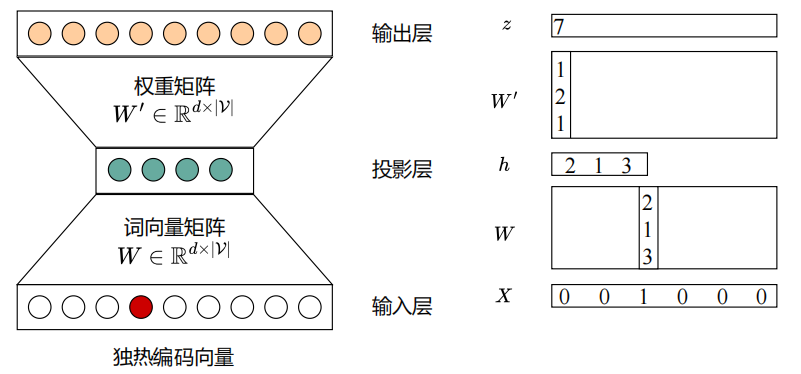 输出层
z
7
权重矩阵
W′ ∈ ℝ^{d×|𝒱|}
W′
1
2
1
投影层
h
2 1 3
词向量矩阵
W ∈ ℝ^{d×|𝒱|}
W
2
1
3
输入层
X
0 0 1 0 0 0
独热编码向量